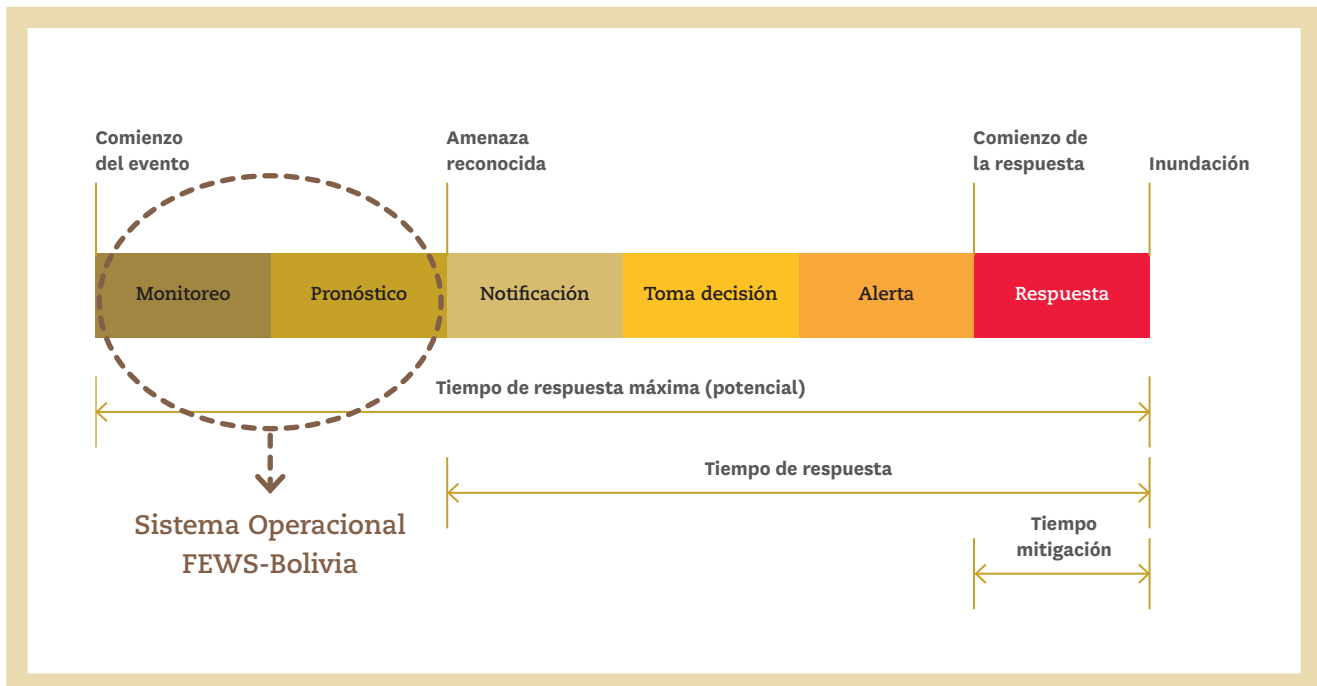 Comienzo
del evento
Amenaza
reconocida
Comienzo de
la respuesta
Inundación
Monitoreo
Pronóstico
Notificación
Toma decisión
Alerta
Respuesta
Tiempo de respuesta máxima (potencial)
Tiempo de respuesta
Tiempo
mitigación
Sistema Operacional
FEWS-Bolivia